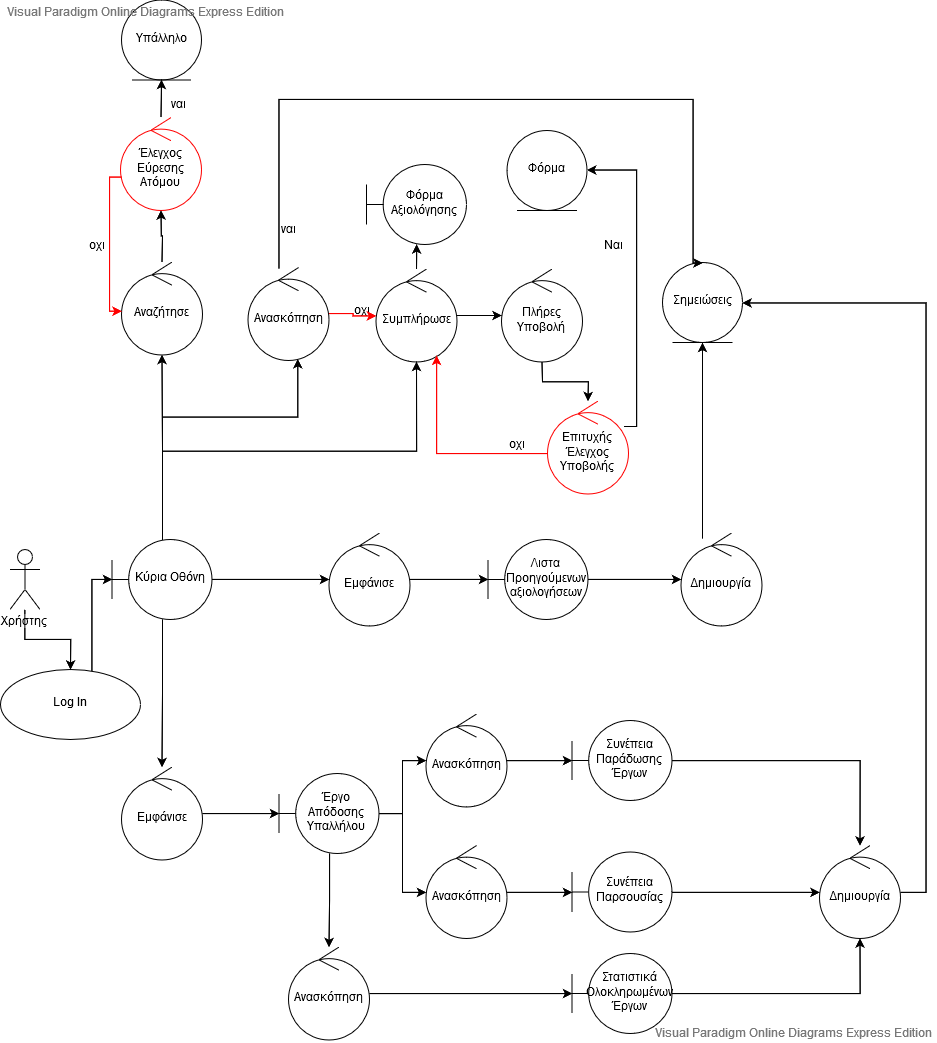 Visual Paradigm Online Diagrams Express Edition
Υπάλληλο
ναι
Έλεγχος
Εύρεσης
Ατόμου
οχι
Αναζήτησε
ναι
Ανασκόπηση
οχι
Φόρμα
Αξιολόγησης
Συμπλήρωσε
Φόρμα
Ναι
Πλήρες
Υποβολή
Επιτυχής
Έλεγχος
Υποβολής
οχι
Σημειώσεις
Χρήστης
Log In
Κύρια Οθόνη
Εμφάνισε
Λιστα
Προηγούμενων
αξιολογήσεων
Δημιουργία
Εμφάνισε
Έργο
Απόδοσης
Υπαλλήλου
Ανασκόπηση
Συνέπεια
Παράδωσης
Έργων
Ανασκόπηση
Συνέπεια
Παρσουσίας
Δημιουργία
Ανασκόπηση
Στατιστικά
Ολοκληρωμένων
Έργων
Visual Paradigm Online Diagrams Express Edition